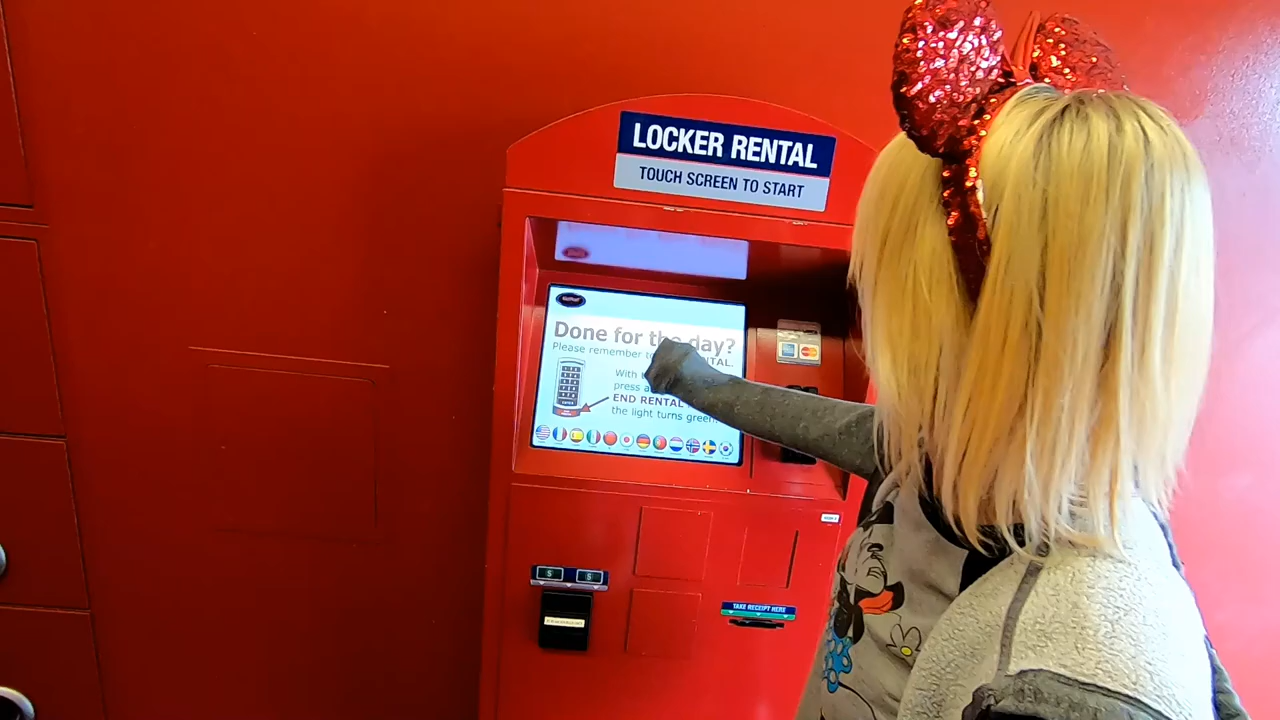 LOCKER RENTAL
TOUCH SCREEN TO START
Done for the day?
Please remember to
NTAL.
With
press a
END RENTAL
the light turns green.
TAKE RECEIPT HERE